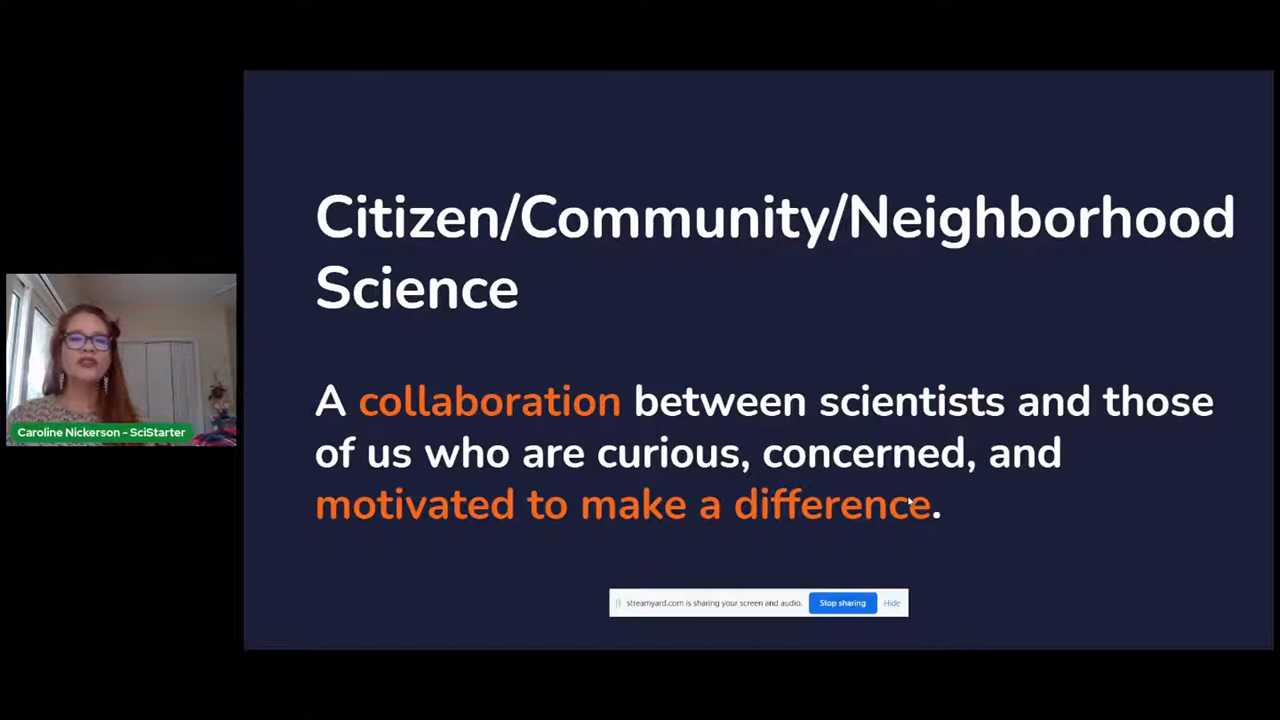 Citizen/Community/Neighborhood
Science
A collaboration between scientists and those
of us who are curious, concerned, and
motivated to make a difference.
Caroline Nickerson - SciStarter
streamyard.com is sharing your screen and audio.
Stop sharing
Hide